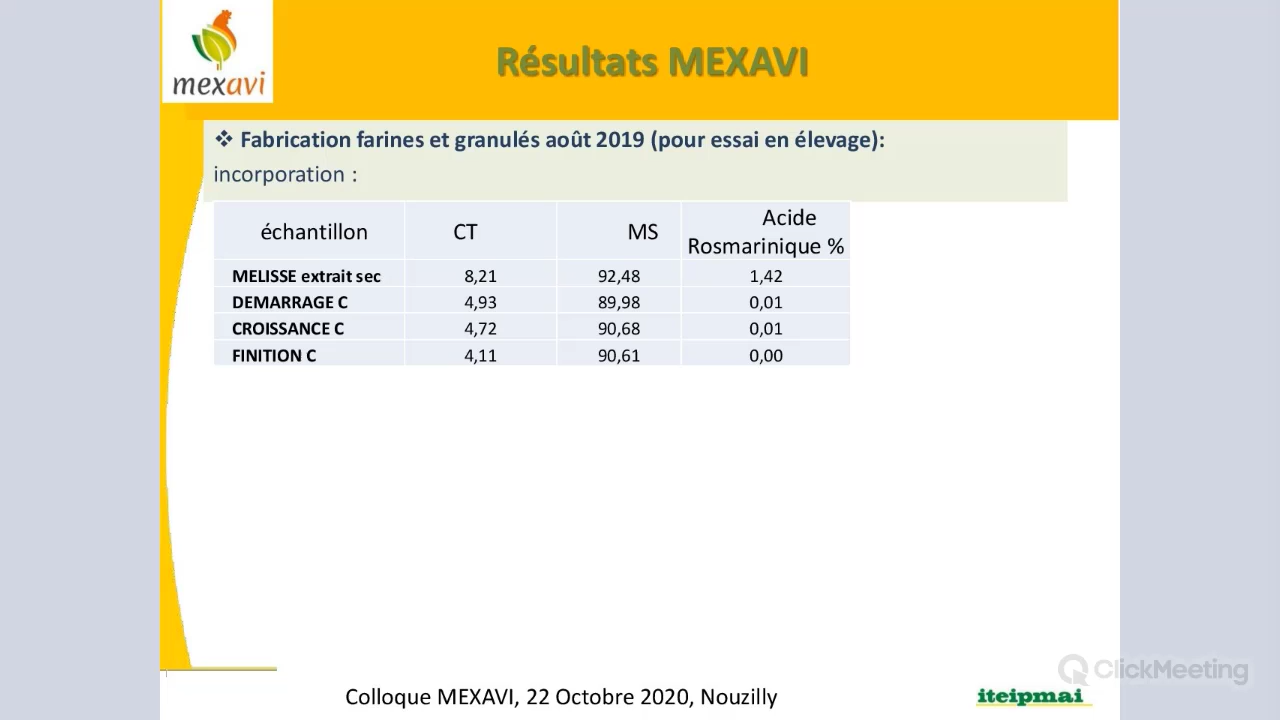 mexavi
Résultats MEXAVI
❖ Fabrication farines et granulés août 2019 (pour essai en élevage):
incorporation :
échantillon CT MS Acide Rosmarinique %
MELISSE extrait sec 8,21 92,48 1,42
DEMARRAGE C 4,93 89,98 0,01
CROISSANCE C 4,72 90,68 0,01
FINITION C 4,11 90,61 0,00
ClickMeeting
Colloque MEXAVI, 22 Octobre 2020, Nouzilly
iteipmai